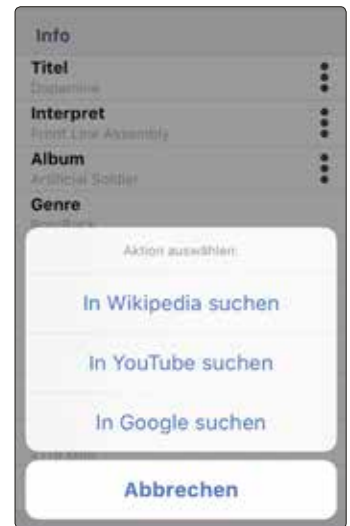 Info
Titel
Dopamine
Interpret
Front Line Assembly
Album
Artificial Soldier
Genre
Aktion auswählen:
In Wikipedia suchen
In YouTube suchen
In Google suchen
Abbrechen